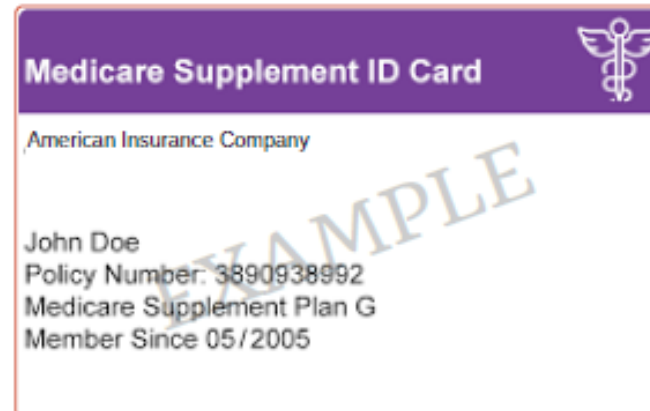 Medicare Supplement ID Card
American Insurance Company
EXAMPLE
John Doe
Policy Number: 3890938992
Medicare Supplement Plan G
Member Since 05/2005